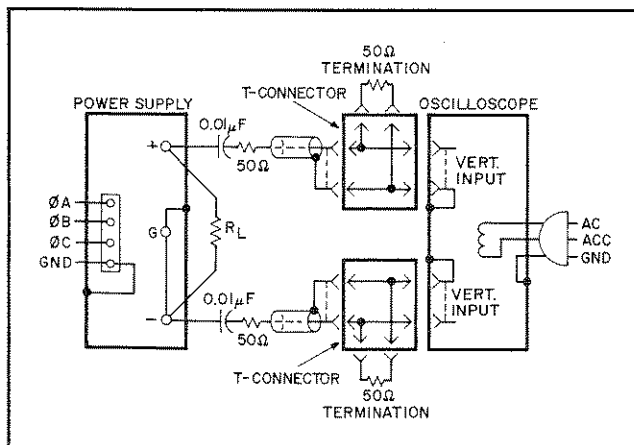 50Ω
TERMINATION
T-CONNECTOR
POWER SUPPLY
OSCILLOSCOPE
0.01μF
+
50Ω
VERT.
INPUT
ØA
ØB
ØC
GND
G
RL
AC
ACC
GND
0.01μF
-
50Ω
VERT.
INPUT
T-CONNECTOR
50Ω
TERMINATION